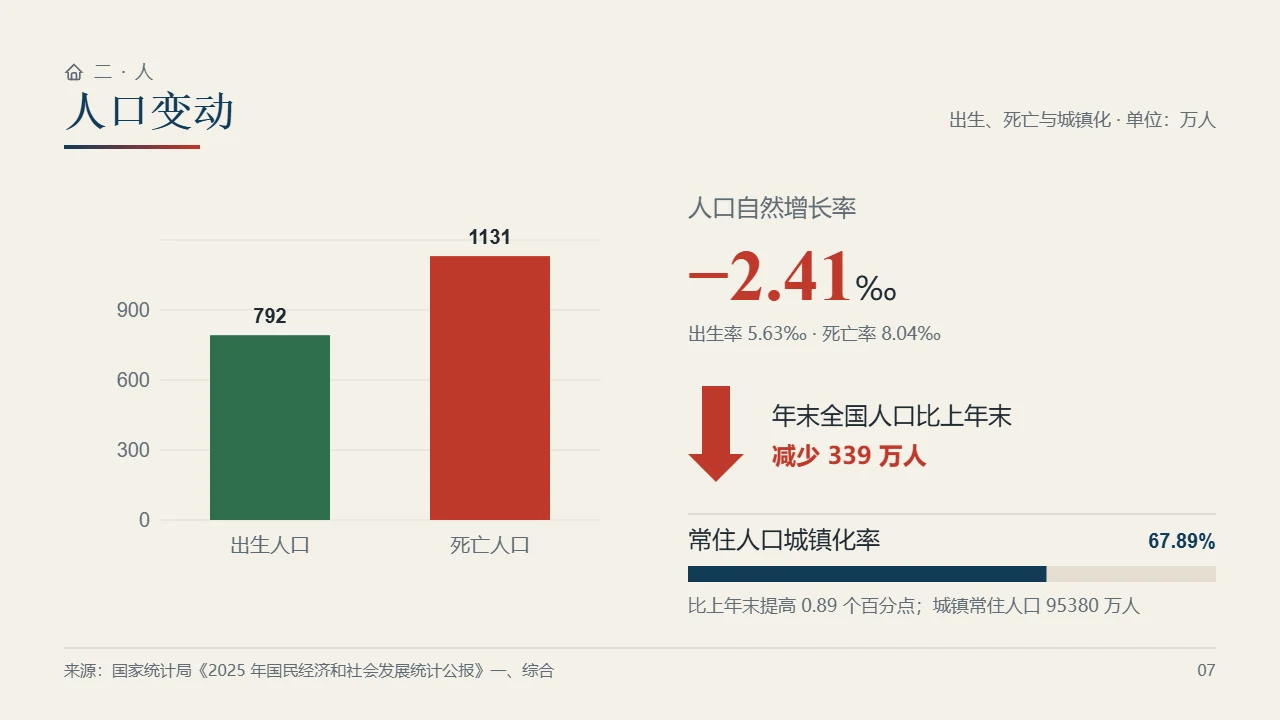 二 · 人
人口变动
出生、死亡与城镇化 · 单位：万人
1131
792
900
600
300
0
出生人口
死亡人口
人口自然增长率
−2.41‰
出生率 5.63‰ · 死亡率 8.04‰
年末全国人口比上年末
减少 339 万人
常住人口城镇化率
67.89%
比上年末提高 0.89 个百分点；城镇常住人口 95380 万人
来源：国家统计局《2025 年国民经济和社会发展统计公报》一、综合
07